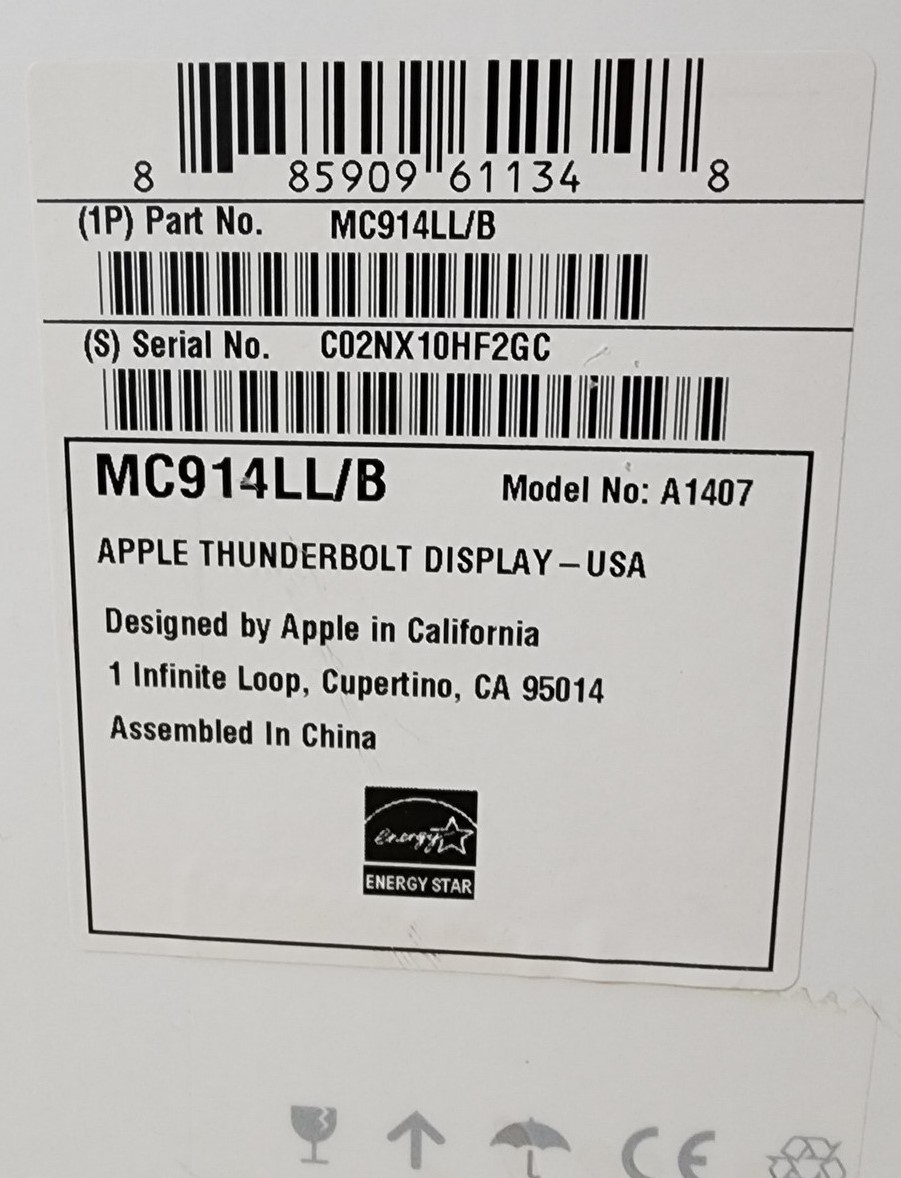 8 85909 61134 8
(1P) Part No. MC914LL/B
(S) Serial No. C02NX10HF2GC
MC914LL/B Model No: A1407
APPLE THUNDERBOLT DISPLAY – USA
Designed by Apple in California
1 Infinite Loop, Cupertino, CA 95014
Assembled In China
energy
ENERGY STAR
CE